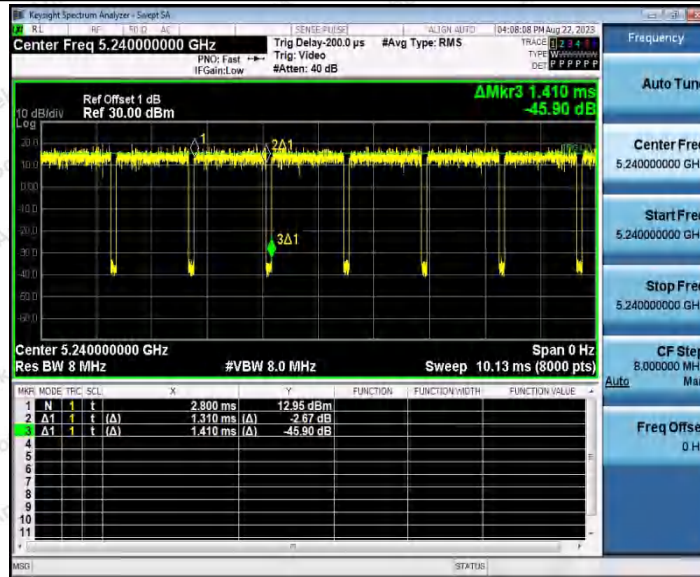 Keysight Spectrum Analyzer - Swept SA
RL RF 50 Ω AC SENSE:PULSE ALIGN AUTO 04:08:08 PM Aug 22, 2023
Center Freq 5.240000000 GHz
PNO: Fast
IFGain:Low
Trig Delay-200.0 µs
Trig: Video
#Atten: 40 dB
#Avg Type: RMS
TRACE 1 2 3 4 5 6
TYPE
DET P P P P P P
Frequency
Auto Tune
Ref Offset 1 dB
10 dB/div Ref 30.00 dBm
Log
ΔMkr3 1.410 ms
-45.90 dB
20.0
10.0
0.00
-10.0
-20.0
-30.0
-40.0
-50.0
-60.0
1
2Δ1
3Δ1
Center 5.240000000 GHz
Span 0 Hz
Res BW 8 MHz
#VBW 8.0 MHz
Sweep 10.13 ms (8000 pts)
MKR MODE TRC SCL X Y FUNCTION FUNCTION WIDTH FUNCTION VALUE
1 N 1 t 2.800 ms 12.95 dBm
2 Δ1 1 t (Δ) 1.310 ms (Δ) -2.67 dB
3 Δ1 1 t (Δ) 1.410 ms (Δ) -45.90 dB
4
5
6
7
8
9
10
11
MSG
STATUS
Center Freq
5.240000000 GH
Start Freq
5.240000000 GH
Stop Freq
5.240000000 GH
CF Step
8.000000 MH
Auto Ma
Freq Offse
0 H